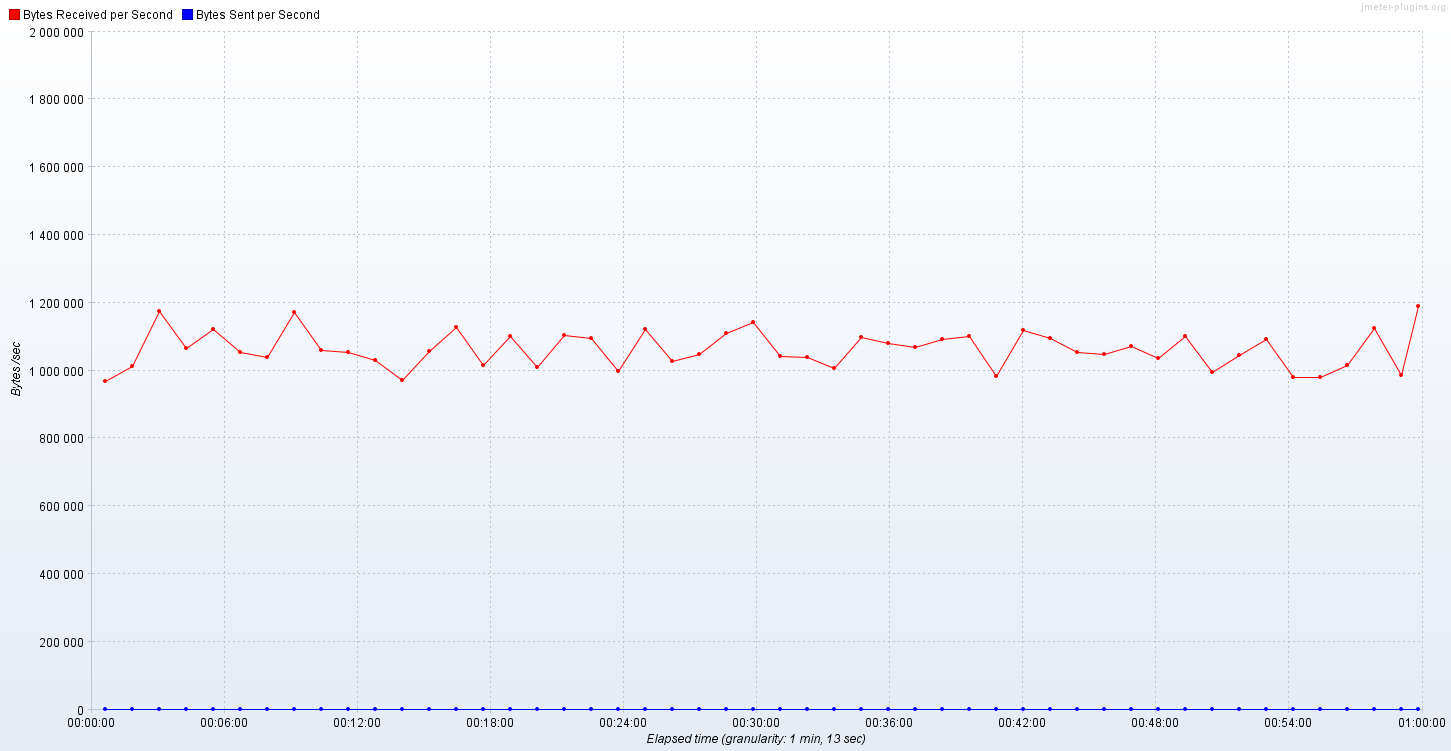 jmeter-plugins.org
Bytes Received per Second Bytes Sent per Second
2 000 000
1 800 000
1 600 000
1 400 000
1 200 000
1 000 000
800 000
600 000
400 000
200 000
0
Bytes /sec
00:00:00 00:06:00 00:12:00 00:18:00 00:24:00 00:30:00 00:36:00 00:42:00 00:48:00 00:54:00 01:00:00
Elapsed time (granularity: 1 min, 13 sec)